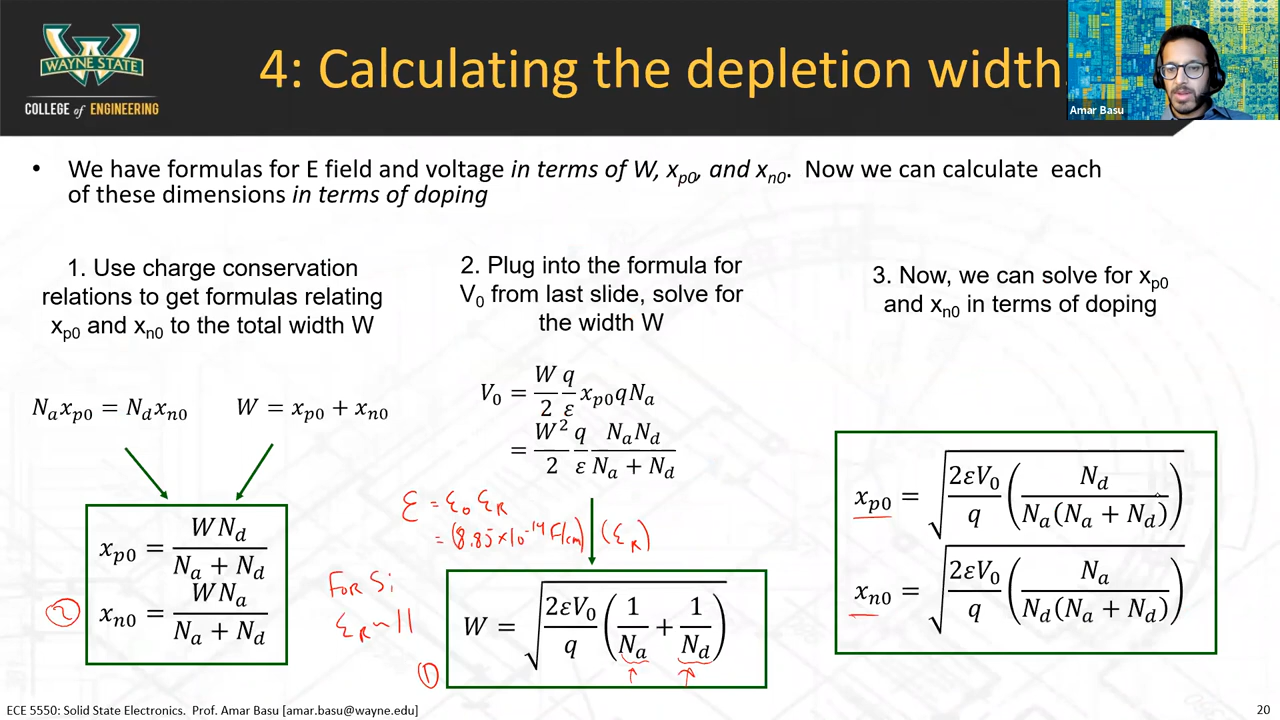 WAYNE STATE
COLLEGE of ENGINEERING
4: Calculating the depletion width
Amar Basu
• We have formulas for E field and voltage in terms of W, xp0, and xn0. Now we can calculate each
of these dimensions in terms of doping
1. Use charge conservation
relations to get formulas relating
xp0 and xn0 to the total width W
Naxp0 = Ndxn0
W = xp0 + xn0
xp0 = WNd / (Na + Nd)
xn0 = WNa / (Na + Nd)
②
2. Plug into the formula for
V0 from last slide, solve for
the width W
V0 = W/2 q/ε xp0qNa
= W²/2 q/ε NaNd/(Na + Nd)
ε = ε0 εR
= (8.85×10^-14 F/cm) (εR)
For Si
εR ~ 11
①
W = √(2εV0/q (1/Na + 1/Nd))
3. Now, we can solve for xp0
and xn0 in terms of doping
xp0 = √(2εV0/q (Nd / (Na(Na + Nd))))
xn0 = √(2εV0/q (Na / (Nd(Na + Nd))))
ECE 5550: Solid State Electronics. Prof. Amar Basu [amar.basu@wayne.edu]
20